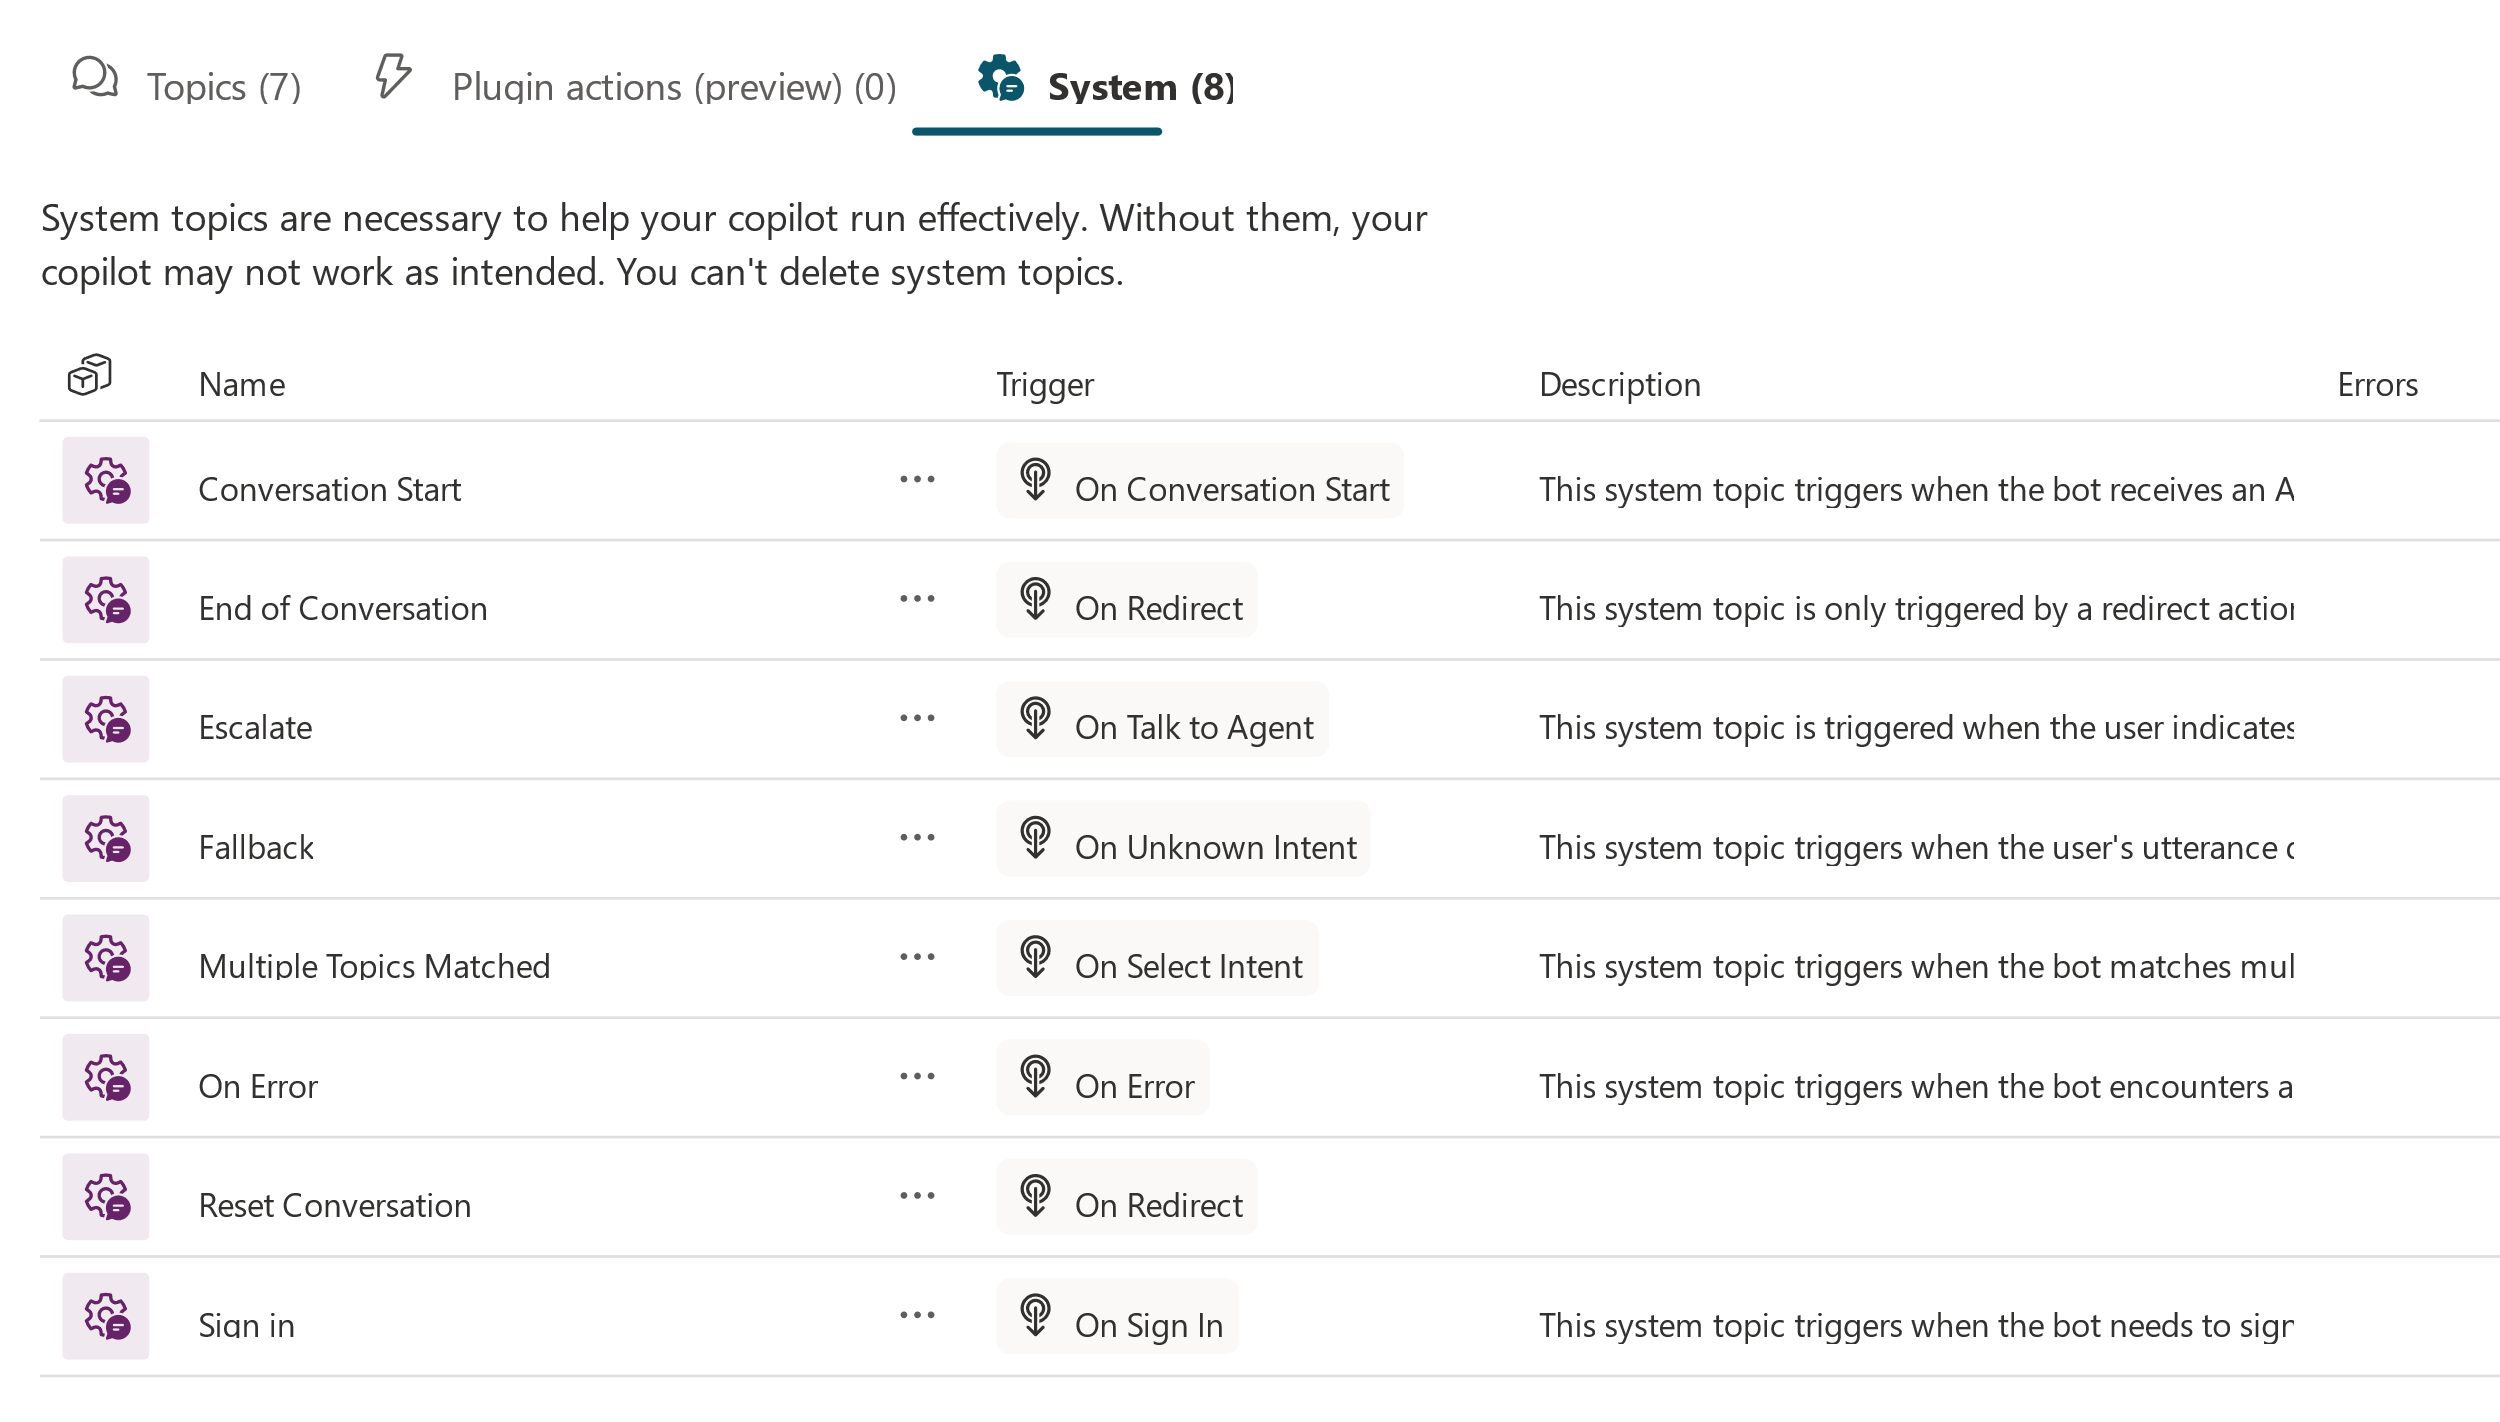 Topics (7) Plugin actions (preview) (0) System (8)
System topics are necessary to help your copilot run effectively. Without them, your
copilot may not work as intended. You can't delete system topics.
Name Trigger Description Errors
Conversation Start ... On Conversation Start This system topic triggers when the bot receives an A
End of Conversation ... On Redirect This system topic is only triggered by a redirect action
Escalate ... On Talk to Agent This system topic is triggered when the user indicates
Fallback ... On Unknown Intent This system topic triggers when the user's utterance
Multiple Topics Matched ... On Select Intent This system topic triggers when the bot matches mul
On Error ... On Error This system topic triggers when the bot encounters a
Reset Conversation ... On Redirect
Sign in ... On Sign In This system topic triggers when the bot needs to sign